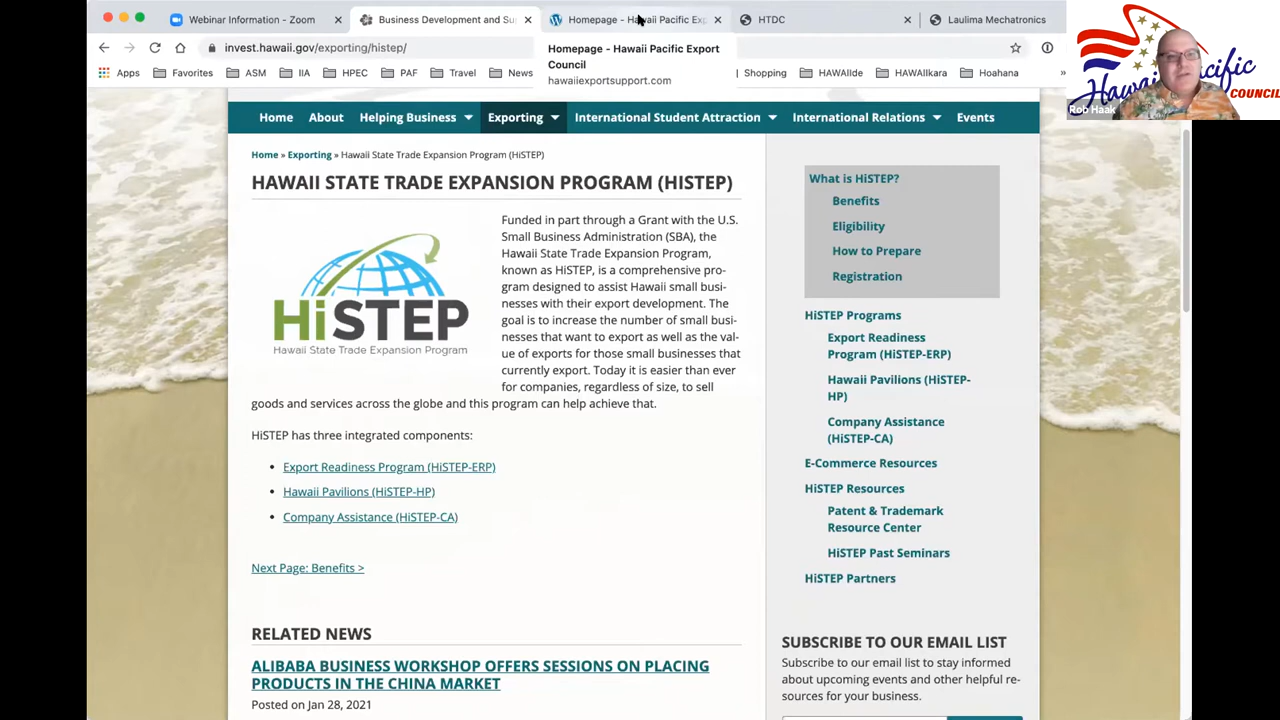 Webinar Information - Zoom
Business Development and Su
Homepage - Hawaii Pacific Exp
HTDC
Laulima Mechatronics
invest.hawaii.gov/exporting/histep/
Homepage - Hawaii Pacific Export
Council
hawaiiexportsupport.com
Apps
Favorites
ASM
IIA
HPEC
PAF
Travel
News
Shopping
HAWAIIde
HAWAIIkara
Hoahana
»
Hawaii Pacific
COUNCIL
Rob Haak
Home
About
Helping Business
Exporting
International Student Attraction
International Relations
Events
Home » Exporting » Hawaii State Trade Expansion Program (HiSTEP)
HAWAII STATE TRADE EXPANSION PROGRAM (HISTEP)
HiSTEP
Hawaii State Trade Expansion Program
Funded in part through a Grant with the U.S.
Small Business Administration (SBA), the
Hawaii State Trade Expansion Program,
known as HiSTEP, is a comprehensive pro-
gram designed to assist Hawaii small busi-
nesses with their export development. The
goal is to increase the number of small busi-
nesses that want to export as well as the val-
ue of exports for those small businesses that
currently export. Today it is easier than ever
for companies, regardless of size, to sell
goods and services across the globe and this program can help achieve that.
HiSTEP has three integrated components:
• Export Readiness Program (HiSTEP-ERP)
• Hawaii Pavilions (HiSTEP-HP)
• Company Assistance (HiSTEP-CA)
Next Page: Benefits >
RELATED NEWS
ALIBABA BUSINESS WORKSHOP OFFERS SESSIONS ON PLACING
PRODUCTS IN THE CHINA MARKET
Posted on Jan 28, 2021
What is HiSTEP?
Benefits
Eligibility
How to Prepare
Registration
HiSTEP Programs
Export Readiness
Program (HiSTEP-ERP)
Hawaii Pavilions (HiSTEP-
HP)
Company Assistance
(HiSTEP-CA)
E-Commerce Resources
HiSTEP Resources
Patent & Trademark
Resource Center
HiSTEP Past Seminars
HiSTEP Partners
SUBSCRIBE TO OUR EMAIL LIST
Subscribe to our email list to stay informed
about upcoming events and other helpful re-
sources for your business.